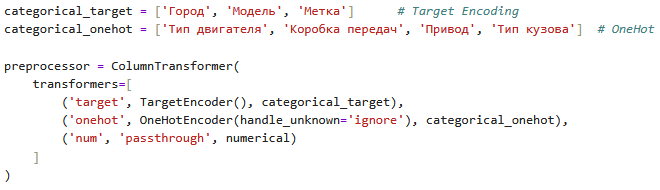 categorical_target = ['Город', 'Модель', 'Метка']      # Target Encoding
categorical_onehot = ['Тип двигателя', 'Коробка передач', 'Привод', 'Тип кузова']  # OneHot
preprocessor = ColumnTransformer(
    transformers=[
        ('target', TargetEncoder(), categorical_target),
        ('onehot', OneHotEncoder(handle_unknown='ignore'), categorical_onehot),
        ('num', 'passthrough', numerical)
    ]
)